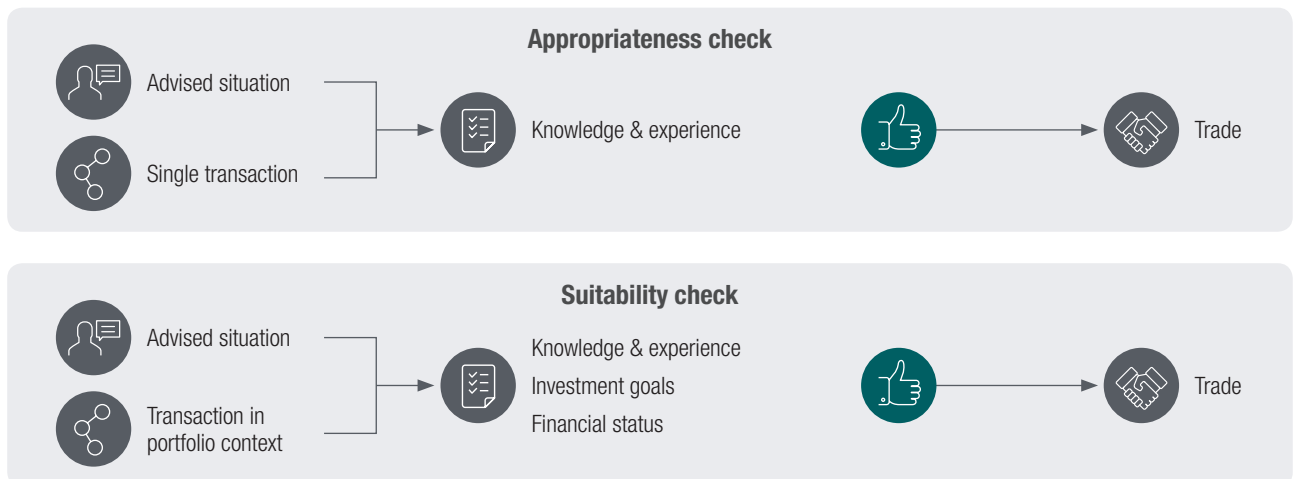 Appropriateness check
Advised situation
Single transaction
Knowledge & experience
Trade
Suitability check
Advised situation
Transaction in
portfolio context
Knowledge & experience
Investment goals
Financial status
Trade